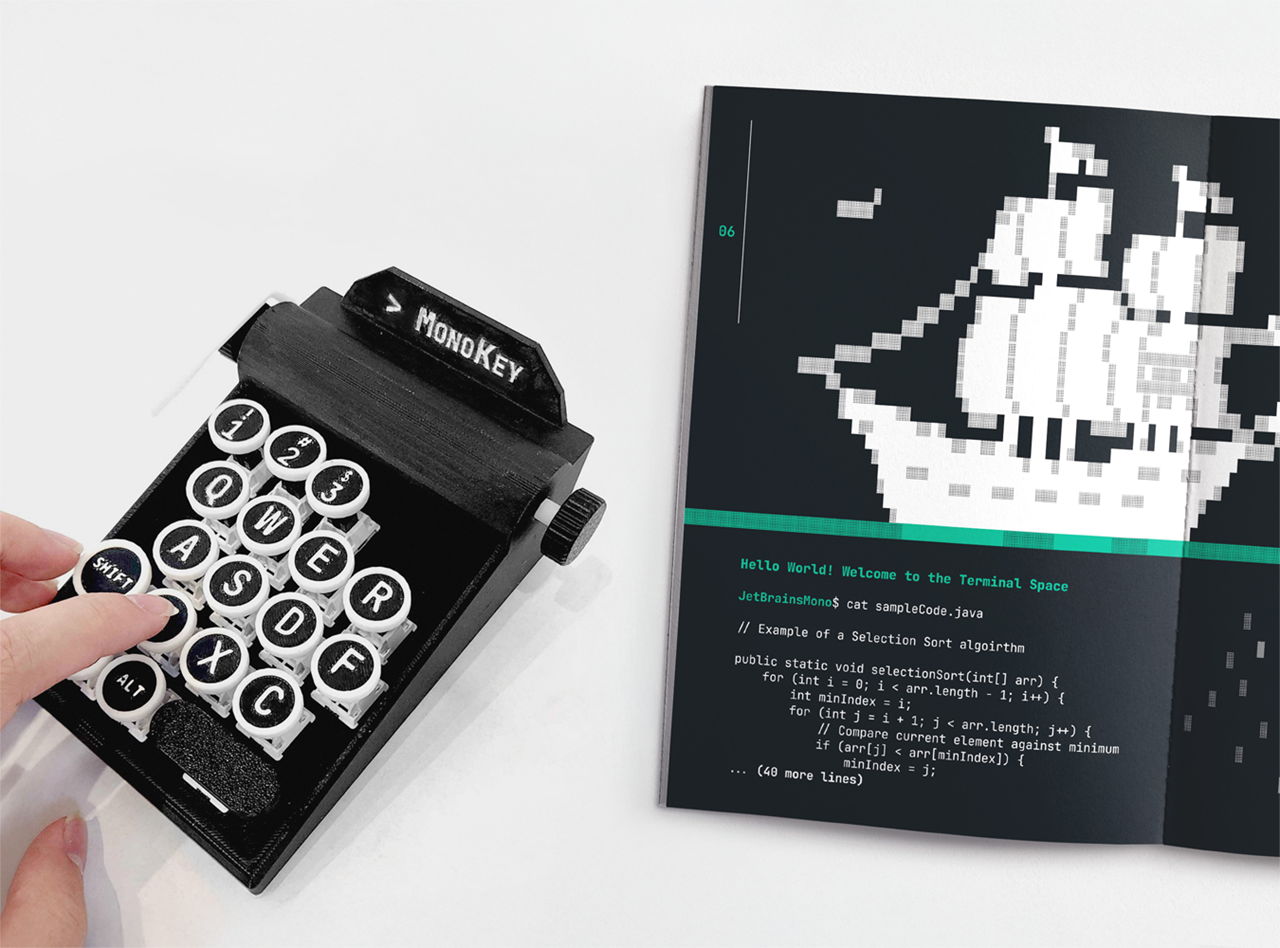 > MONOKEY
! 1
# 2
$ 3
Q
W
E
R
A
S
D
F
SHIFT
X
C
ALT
06
Hello World! Welcome to the Terminal Space
JetBrainsMono$ cat sampleCode.java
// Example of a Selection Sort algoirthm
public static void selectionSort(int[] arr) {
for (int i = 0; i < arr.length - 1; i++) {
int minIndex = i;
for (int j = i + 1; j < arr.length; j++) {
// Compare current element against minimum
if (arr[j] < arr[minIndex]) {
minIndex = j;
... (40 more lines)